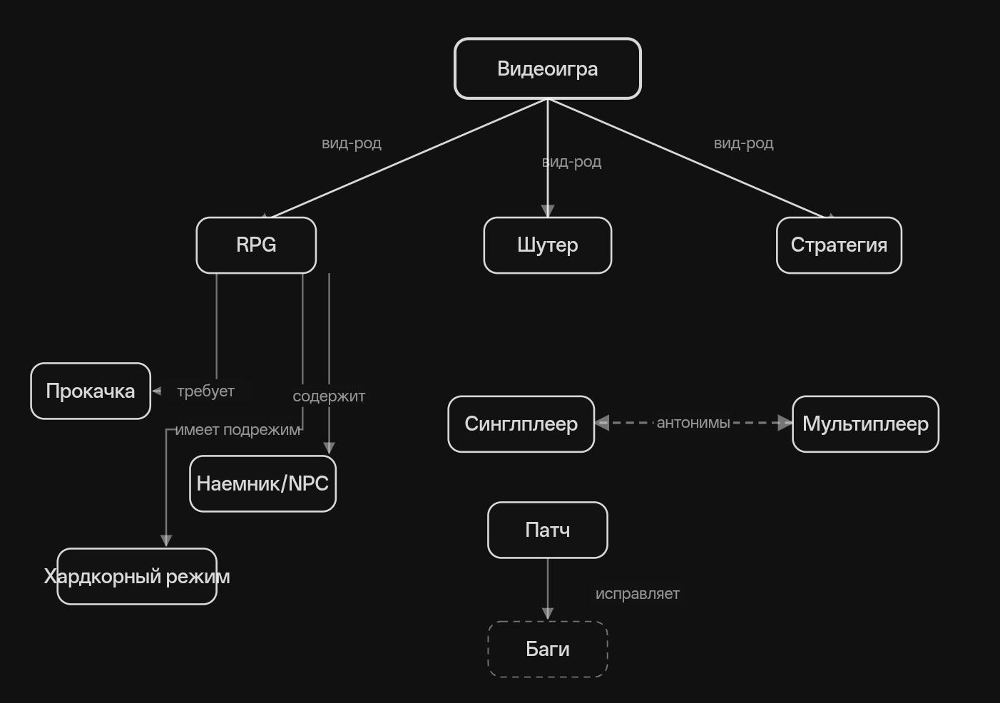 Видеоигра
вид-род
вид-род
вид-род
RPG
Шутер
Стратегия
Прокачка
требует
содержит
имеет подрежим
Синглплеер
антонимы
Мультиплеер
Наемник/NPC
Патч
Хардкорный режим
исправляет
Баги